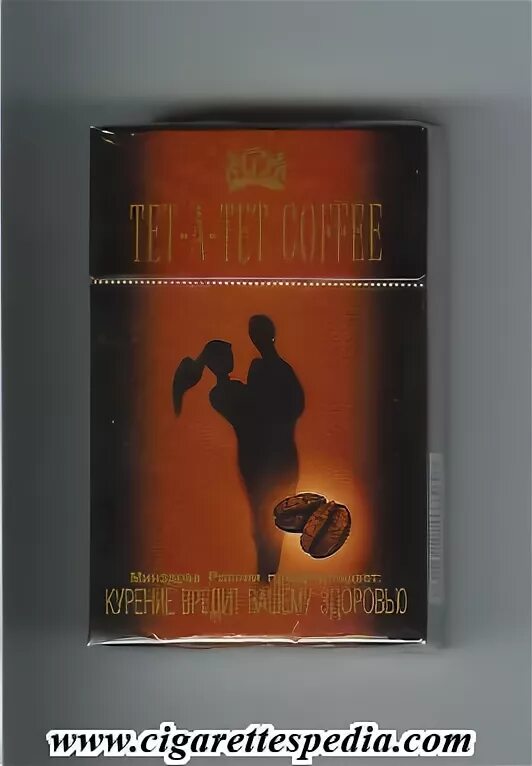 TET-A-TET COFFEE
Минздрав России предупреждает:
КУРЕНИЕ ВРЕДИТ ВАШЕМУ ЗДОРОВЬЮ
www.cigarettespedia.com